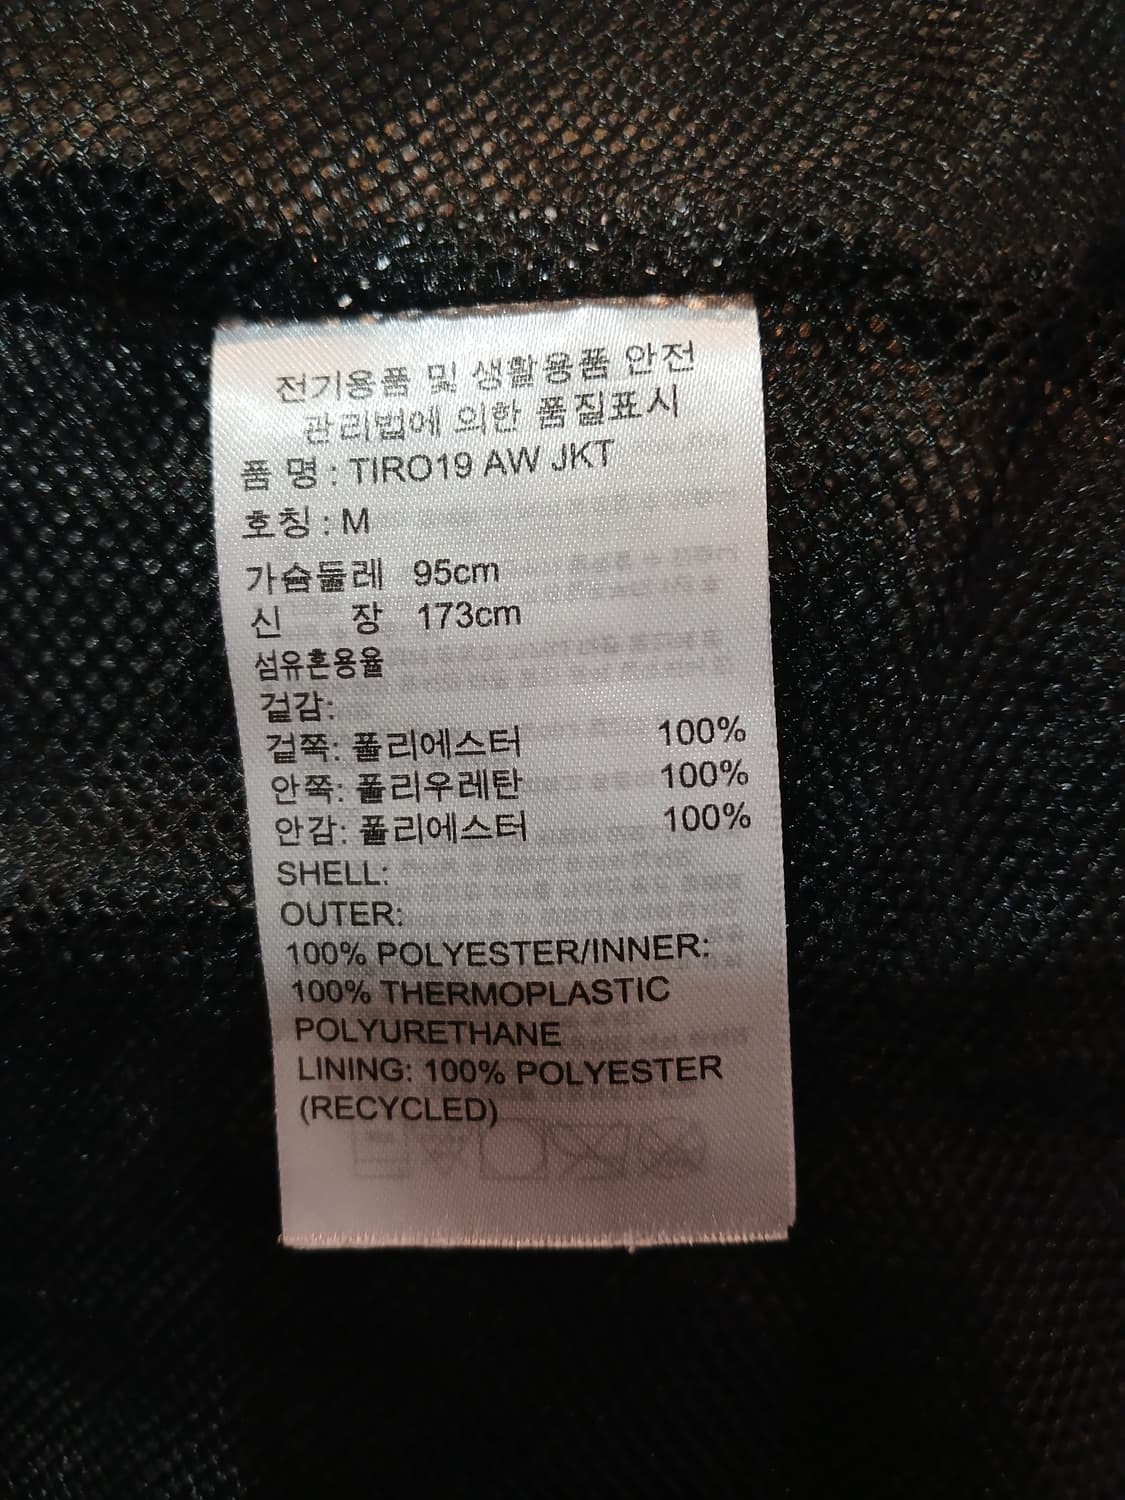 전기용품 및 생활용품 안전
관리법에 의한 품질표시
품 명 : TIRO19 AW JKT
호칭 : M
가슴둘레 95cm
신 장 173cm
섬유혼용율
겉감:
겉쪽: 폴리에스터 100%
안쪽: 폴리우레탄 100%
안감: 폴리에스터 100%
SHELL:
OUTER:
100% POLYESTER/INNER:
100% THERMOPLASTIC
POLYURETHANE
LINING: 100% POLYESTER
(RECYCLED)